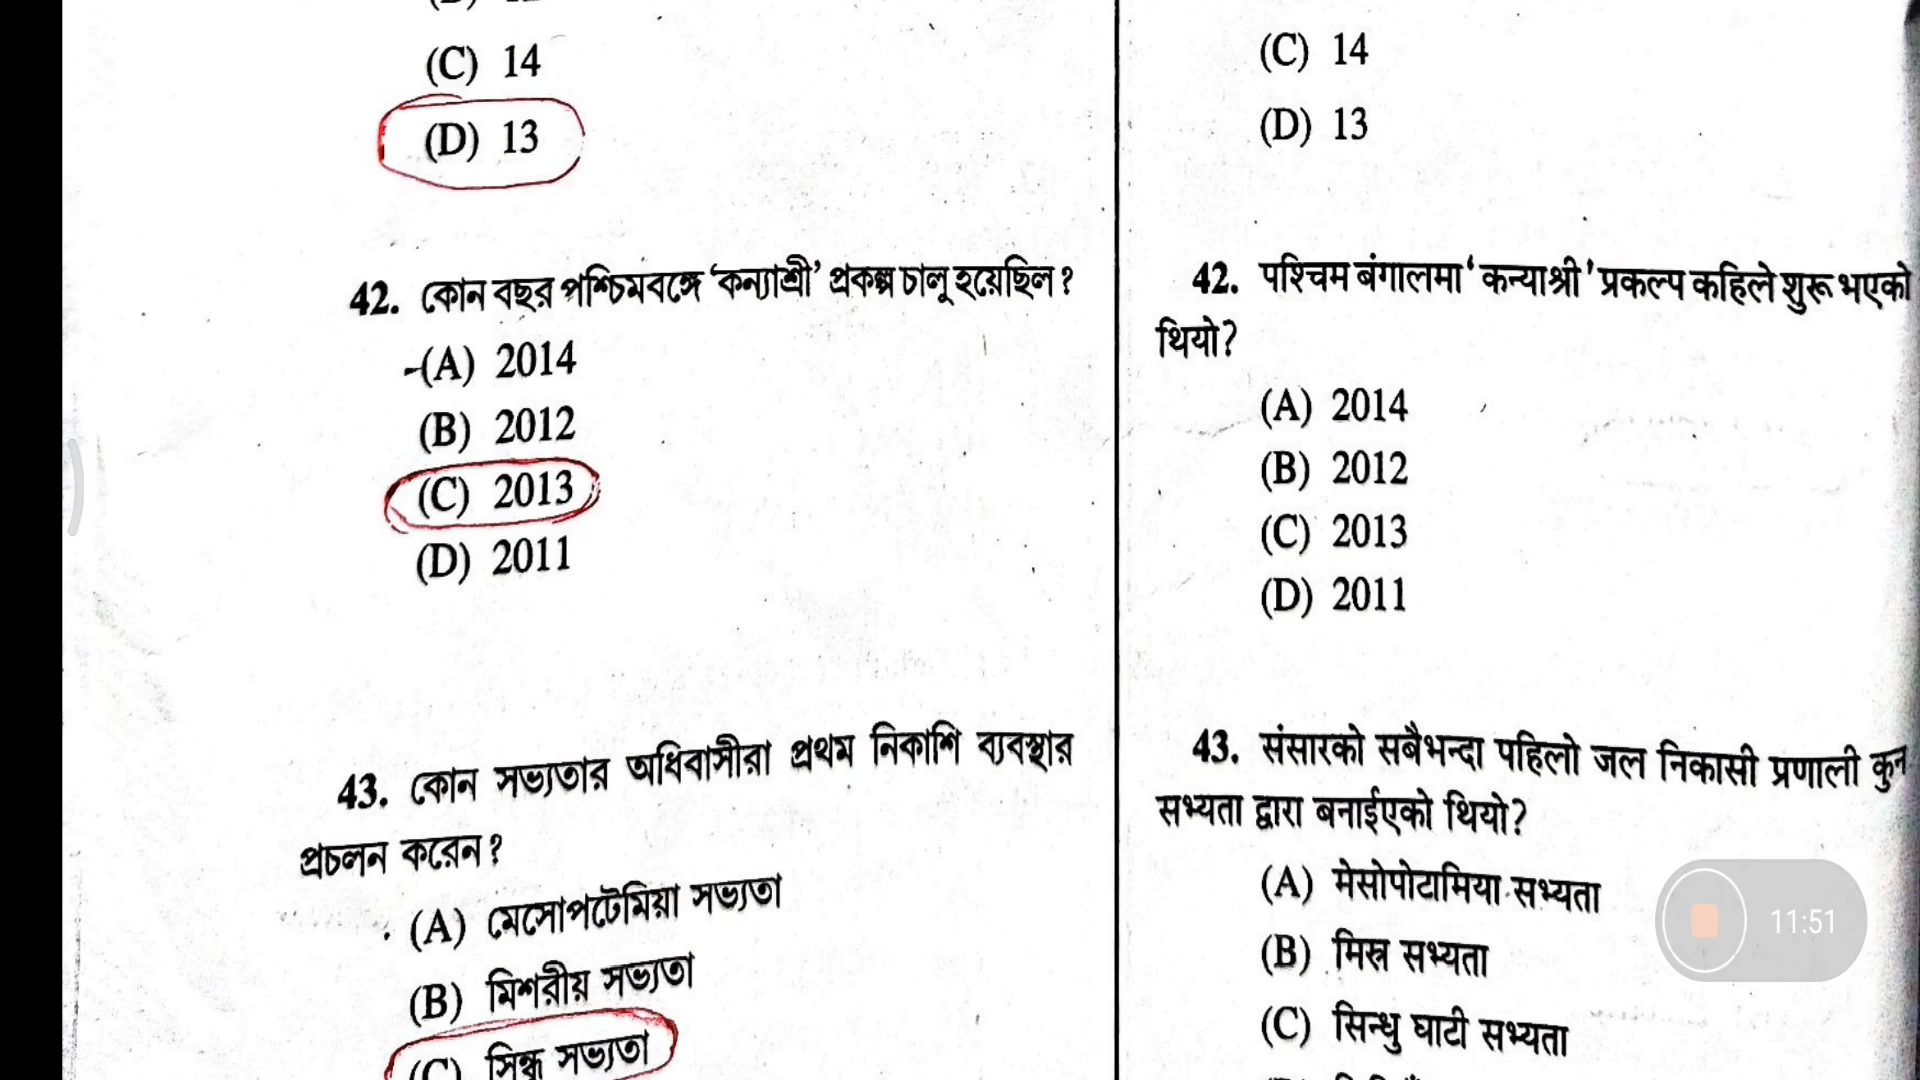 (C) 14
(D) 13
42. কোন বছর পশ্চিমবঙ্গে ‘কন্যাশ্রী’ প্রকল্প চালু হয়েছিল ?
(A) 2014
(B) 2012
(C) 2013
(D) 2011
43. কোন সভ্যতার অধিবাসীরা প্রথম নিকাশি ব্যবস্থার
প্রচলন করেন ?
(A) মেসোপটেমিয়া সভ্যতা
(B) মিশরীয় সভ্যতা
(C) সিন্ধু সভ্যতা
(C) 14
(D) 13
42. पश्चिम बंगालमा ‘कन्याश्री’ प्रकल्प कहिले शुरू भएको
थियो?
(A) 2014
(B) 2012
(C) 2013
(D) 2011
43. संसारको सबैभन्दा पहिलो जल निकासी प्रणाली कुन
सभ्यता द्वारा बनाईएको थियो?
(A) मेसोपोटामिया सभ्यता
(B) मिस्र सभ्यता
(C) सिन्धु घाटी सभ्यता
11:51